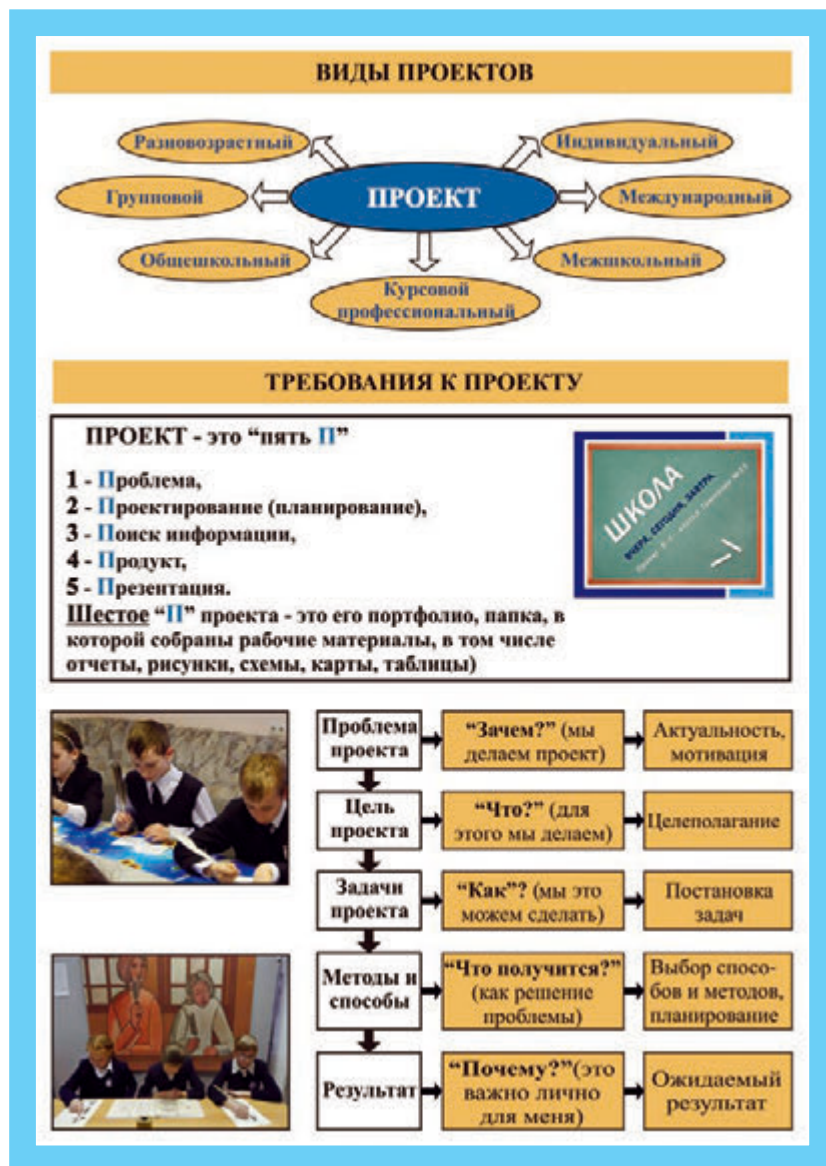 ВИДЫ ПРОЕКТОВ
Разновозрастный
Индивидуальный
Групповой
ПРОЕКТ
Международный
Общешкольный
Межшкольный
Курсовой
профессиональный
ТРЕБОВАНИЯ К ПРОЕКТУ
ПРОЕКТ - это “пять П”
1 - Проблема,
2 - Проектирование (планирование),
3 - Поиск информации,
4 - Продукт,
5 - Презентация.
Шестое “П” проекта - это его портфолио, папка, в
которой собраны рабочие материалы, в том числе
отчеты, рисунки, схемы, карты, таблицы)
ШКОЛА
ВЧЕРА, СЕГОДНЯ, ЗАВТРА
Проблема
проекта
“Зачем?” (мы
делаем проект)
Актуальность,
мотивация
Цель
проекта
“Что?” (для
этого мы делаем)
Целеполагание
Задачи
проекта
“Как”? (мы это
можем сделать)
Постановка
задач
Методы и
способы
“Что получится?”
(как решение
проблемы)
Выбор спосо-
бов и методов,
планирование
Результат
“Почему?”(это
важно лично
для меня)
Ожидаемый
результат